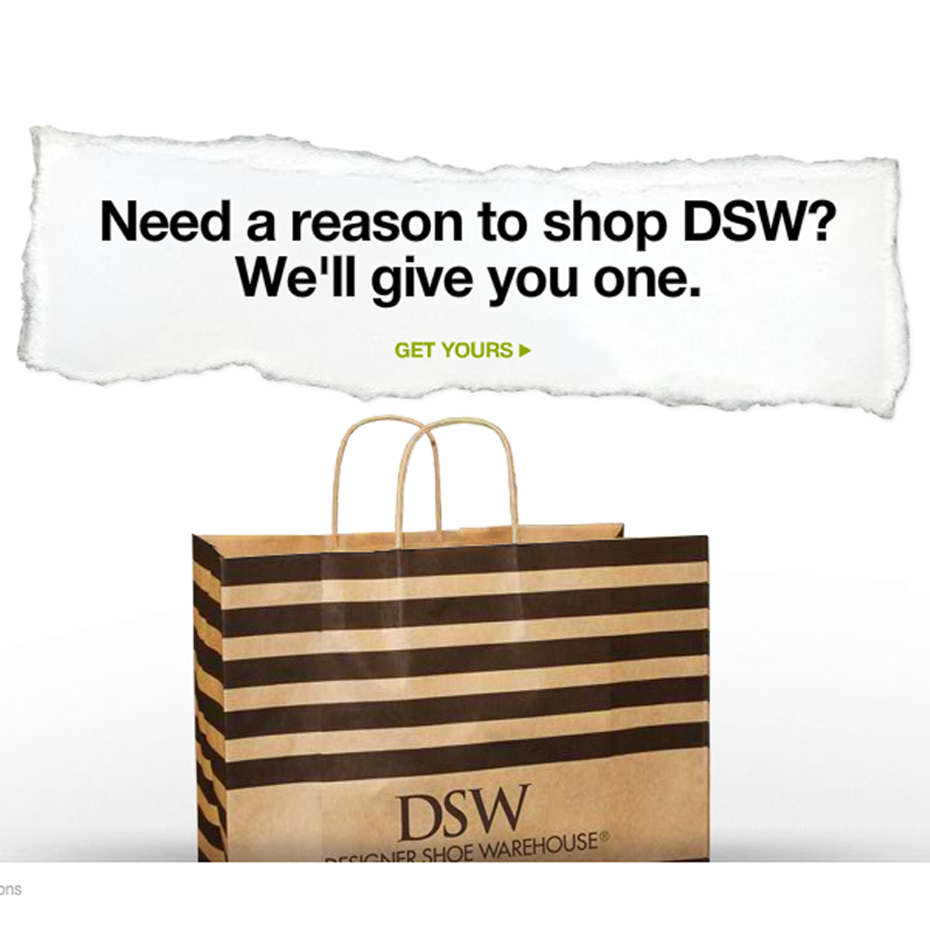 Need a reason to shop DSW?
We'll give you one.
GET YOURS ▶
DSW
DESIGNER SHOE WAREHOUSE®
ons